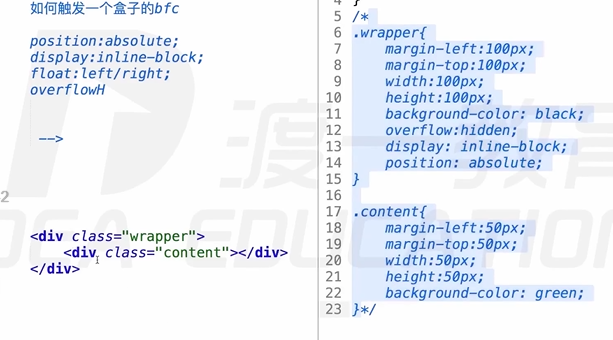 如何触发一个盒子的bfc
position:absolute;
display:inline-block;
float:left/right;
overflowH
-->
2
<div class="wrapper">
<div class="content"></div>
</div>
4 }
5 /*
6 .wrapper{
7 margin-left:100px;
8 margin-top:100px;
9 width:100px;
10 height:100px;
11 background-color: black;
12 overflow:hidden;
13 display: inline-block;
14 position: absolute;
15 }
16
17 .content{
18 margin-left:50px;
19 margin-top:50px;
20 width:50px;
21 height:50px;
22 background-color: green;
23 }*/
渡一教育
EDUCATION